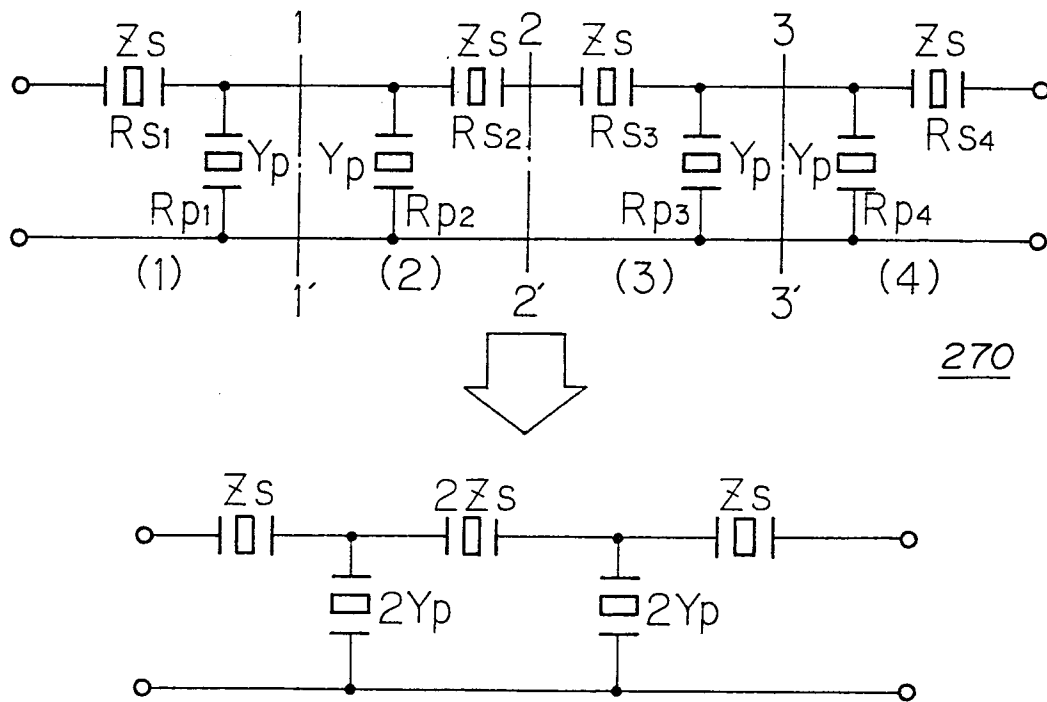 1 2 3
Zs Zs Zs Zs
Rs1 Rs2 Rs3 Rs4
Yp Yp Yp Yp
Rp1 Rp2 Rp3 Rp4
(1) (2) (3) (4)
1' 2' 3'
270
Zs 2Zs Zs
2Yp 2Yp